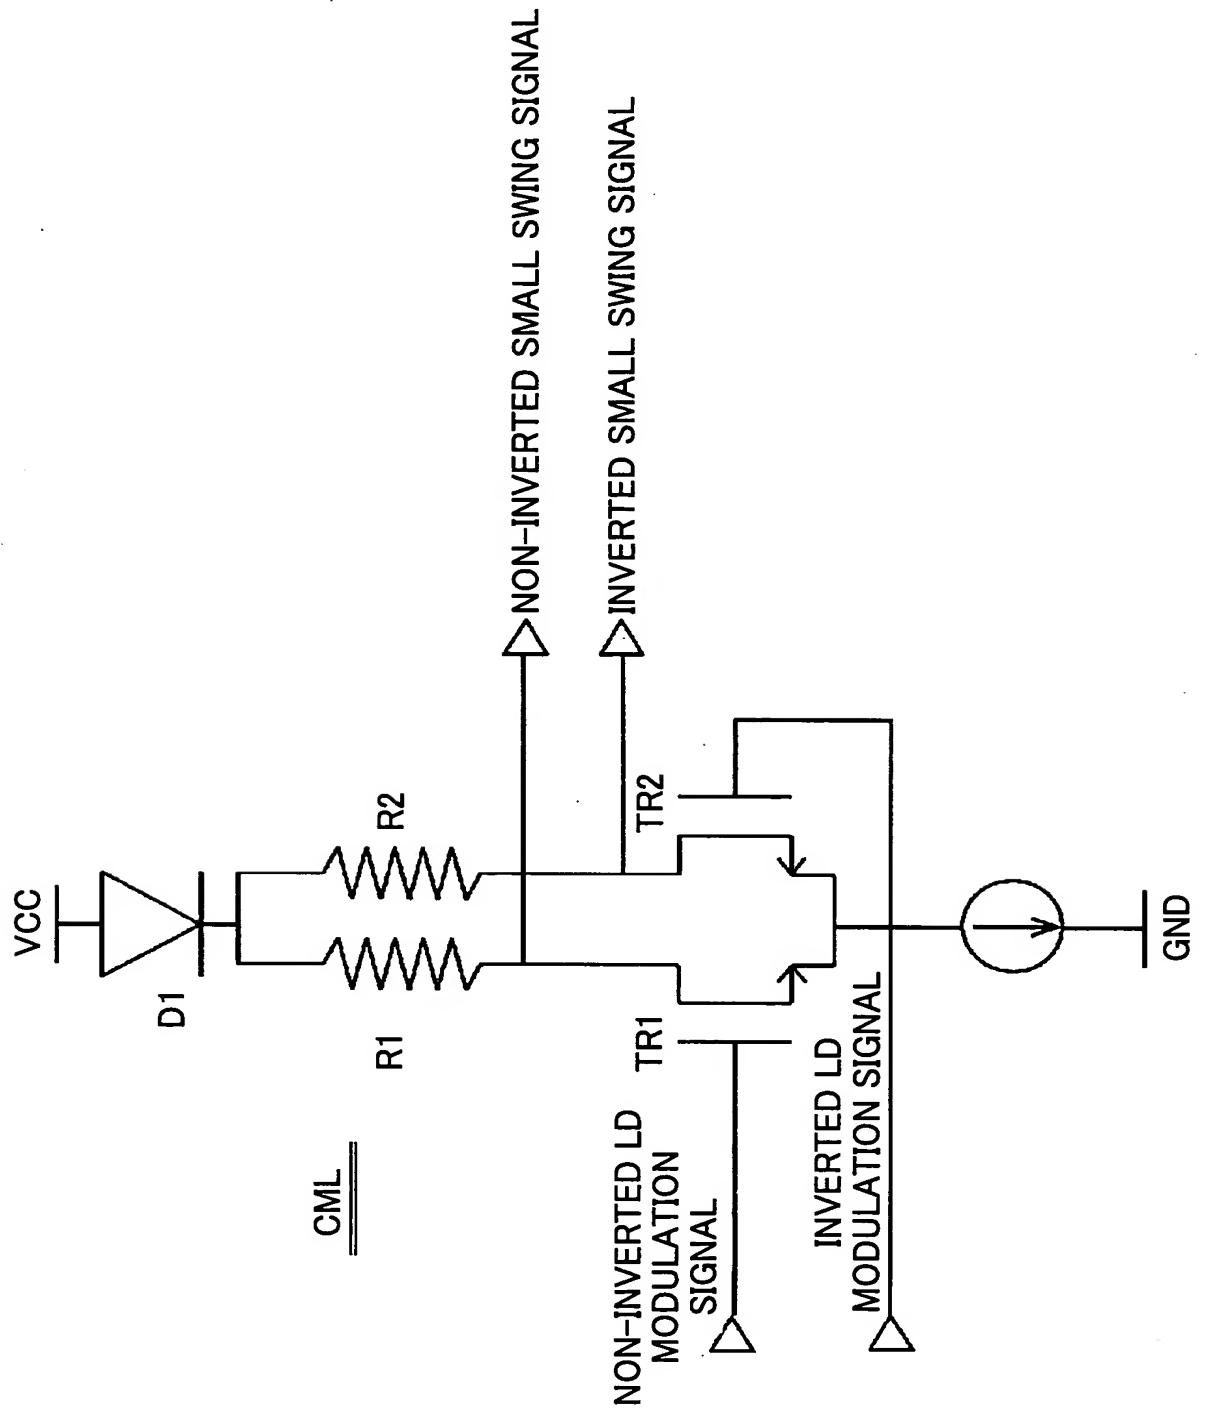 CML
VCC
D1
R1
R2
NON-INVERTED SMALL SWING SIGNAL
INVERTED SMALL SWING SIGNAL
NON-INVERTED LD
MODULATION
SIGNAL
TR1
TR2
INVERTED LD
MODULATION SIGNAL
GND